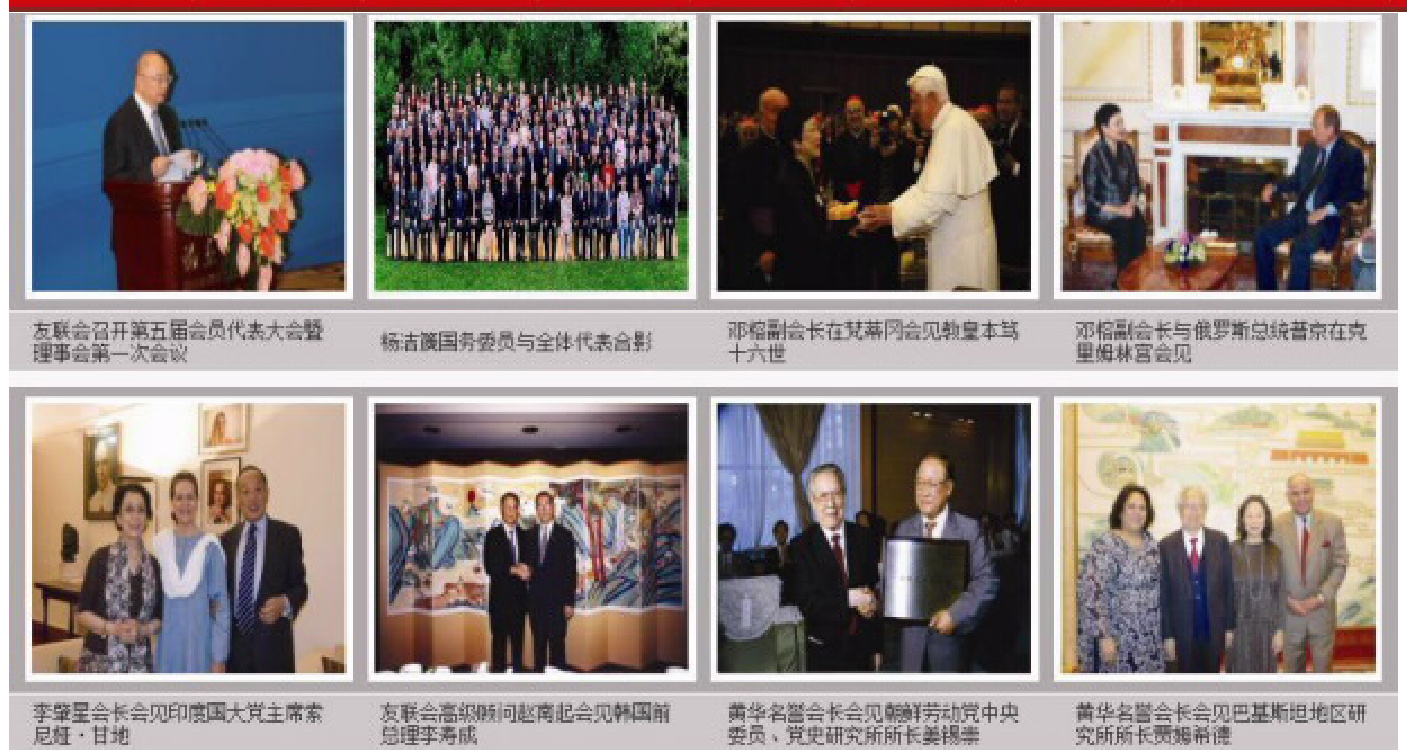 友联会召开第五届会员代表大会暨
理事会第一次会议
杨洁篪国务委员与全体代表合影
邓榕副会长在梵蒂冈会见教皇本笃
十六世
邓榕副会长与俄罗斯总统普京在克
里姆林宫会见
李肇星会长会见印度国大党主席索
尼娅·甘地
友联会高级顾问赵南起会见韩国前
总理李寿成
黄华名誉会长会见朝鲜劳动党中央
委员、党史研究所所长姜锡崇
黄华名誉会长会见巴基斯坦地区研
究所所长贾姆希德